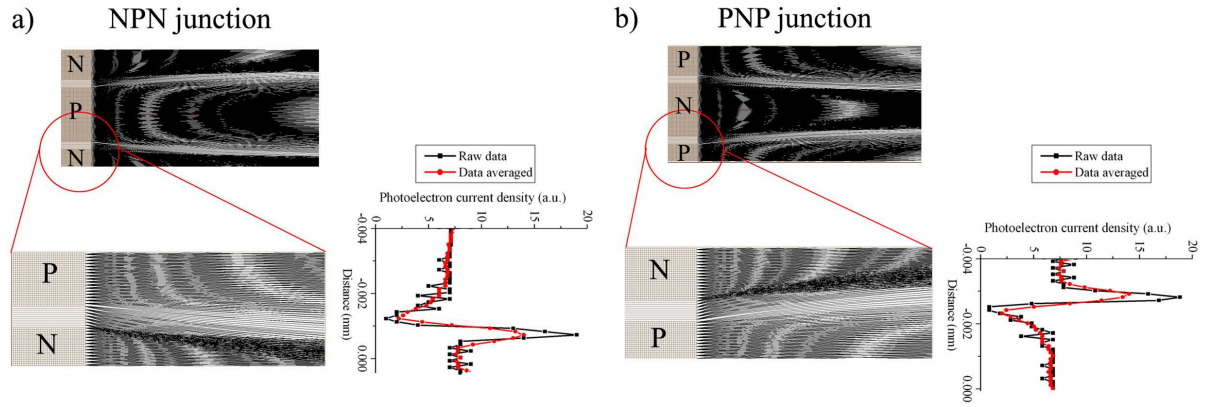 a)
NPN junction
N
P
N
P
N
Raw data
Data averaged
Photoelectron current density (a.u.)
0
5
10
15
20
-0.004
-0.002
0.000
Distance (mm)
b)
PNP junction
P
N
P
N
P
Raw data
Data averaged
Photoelectron current density (a.u.)
0
5
10
15
20
-0.004
-0.002
0.000
Distance (mm)